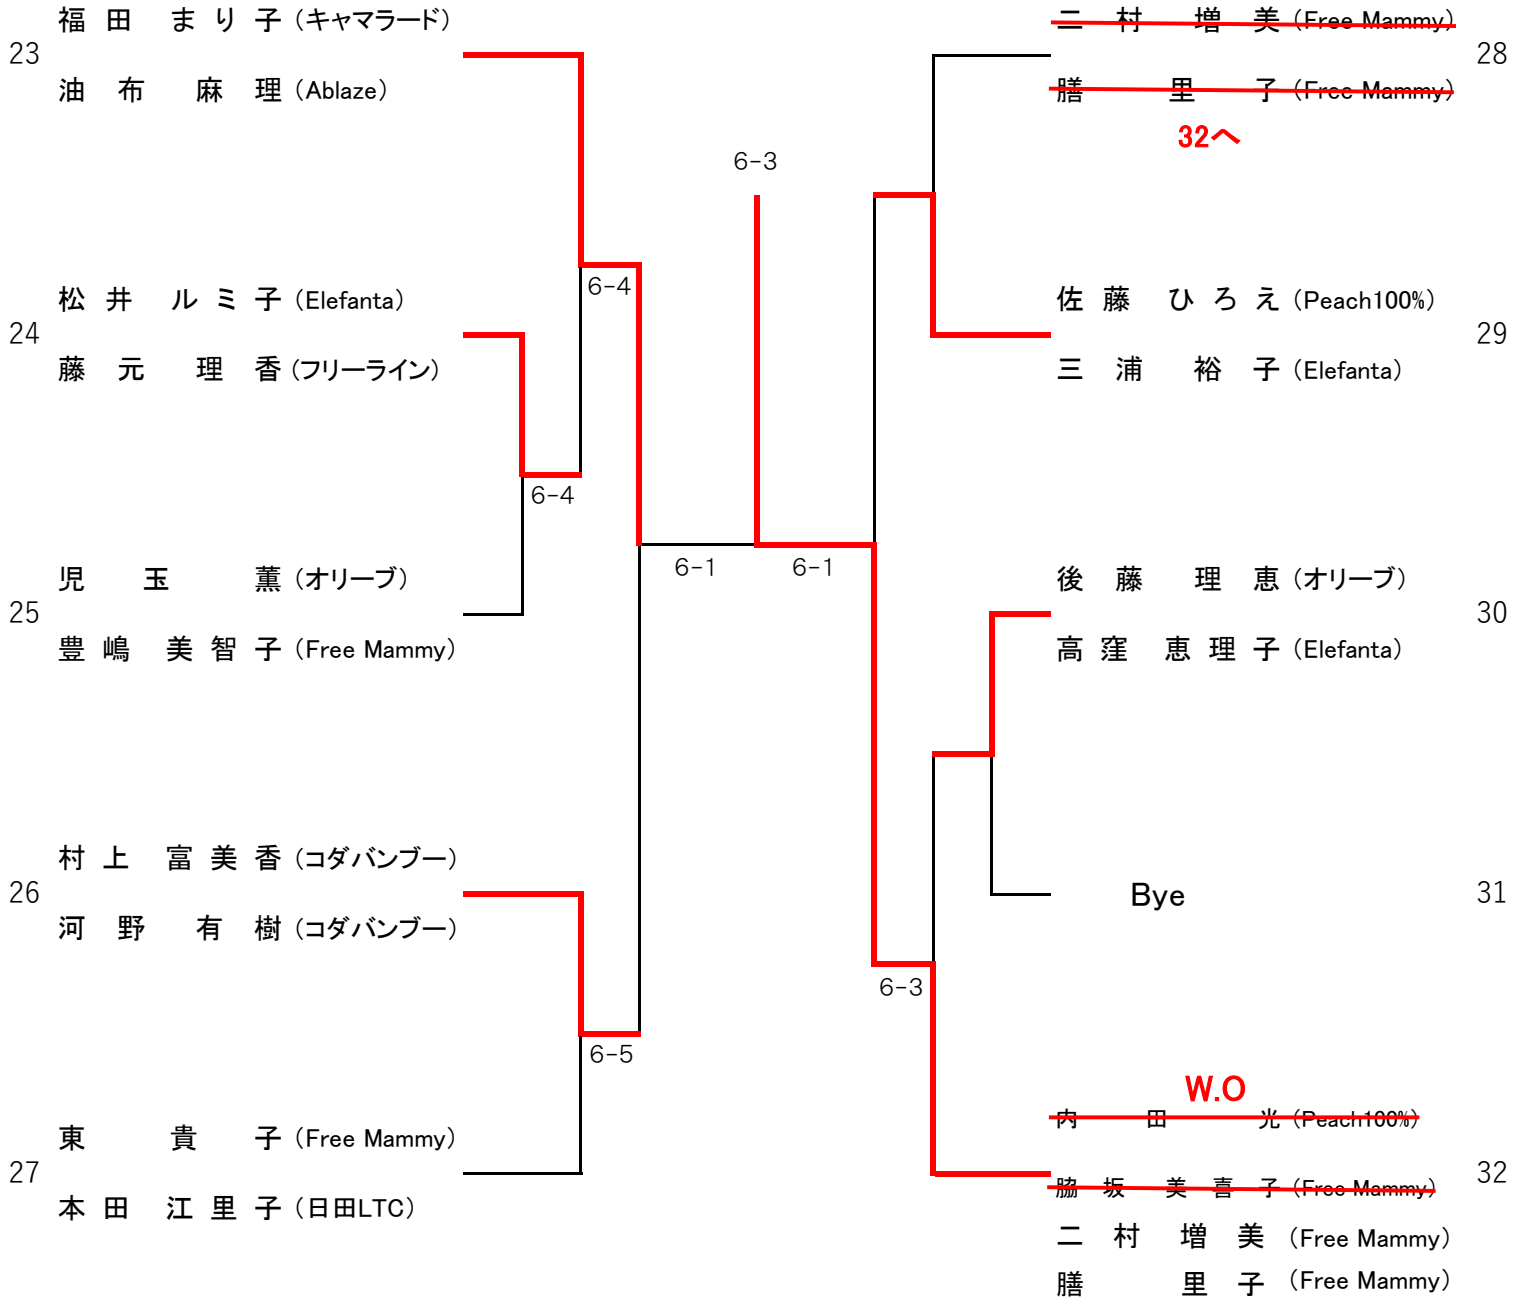 福田 まり子 (キャマラード)
23
油布 麻理 (Ablaze)
松井 ルミ子 (Elefanta)
24
藤元 理香 (フリーライン)
児玉 薫 (オリーブ)
25
豊嶋 美智子 (Free Mammy)
村上 富美香 (コダバンブー)
26
河野 有樹 (コダバンブー)
東 貴子 (Free Mammy)
27
本田 江里子 (日田LTC)
6-4
6-4
6-5
6-1
6-3
6-1
6-3
二村 増美 (Free Mammy)
28
膳 里子 (Free Mammy)
32へ
佐藤 ひろえ (Peach100%)
29
三浦 裕子 (Elefanta)
後藤 理恵 (オリーブ)
30
高窪 恵理子 (Elefanta)
Bye
31
W.O
内田 光 (Peach100%)
32
脇坂 美喜子 (Free Mammy)
二村 増美 (Free Mammy)
膳 里子 (Free Mammy)